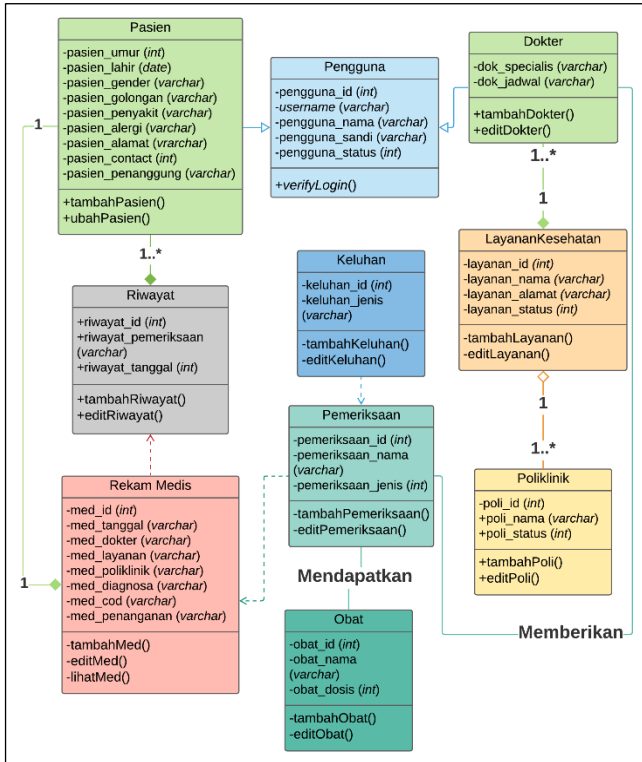 Pasien
-pasien_umur (int)
-pasien_lahir (date)
-pasien_gender (varchar)
-pasien_golongan (varchar)
-pasien_penyakit (varchar)
-pasien_alergi (varchar)
-pasien_alamat (varchar)
-pasien_contact (int)
-pasien_penanggung (varchar)
+tambahPasien()
+ubahPasien()
Pengguna
-pengguna_id (int)
-username (varchar)
-pengguna_nama (varchar)
-pengguna_sandi (varchar)
-pengguna_status (int)
+verifyLogin()
Dokter
-dok_specialis (varchar)
-dok_jadwal (varchar)
+tambahDokter()
+editDokter()
1
1..*
1..*
1
Riwayat
+riwayat_id (int)
+riwayat_pemeriksaan
(varchar)
+riwayat_tanggal (int)
+tambahRiwayat()
+editRiwayat()
Keluhan
-keluhan_id (int)
-keluhan_jenis
(varchar)
-tambahKeluhan()
-editKeluhan()
LayananKesehatan
-layanan_id (int)
-layanan_nama (varchar)
-layanan_alamat (varchar)
-layanan_status (int)
-tambahLayanan()
-editLayanan()
1
1..*
Pemeriksaan
-pemeriksaan_id (int)
-pemeriksaan_nama
(varchar)
-pemeriksaan_jenis (int)
-tambahPemeriksaan()
-editPemeriksaan()
Poliklinik
-poli_id (int)
+poli_nama (varchar)
+poli_status (int)
+tambahPoli()
+editPoli()
Rekam Medis
-med_id (int)
-med_tanggal (varchar)
-med_dokter (varchar)
-med_layanan (varchar)
-med_poliklinik (varchar)
-med_diagnosa (varchar)
-med_cod (varchar)
-med_penanganan (varchar)
-tambahMed()
-editMed()
-lihatMed()
1
Mendapatkan
Memberikan
Obat
-obat_id (int)
-obat_nama
(varchar)
-obat_dosis (int)
-tambahObat()
-editObat()